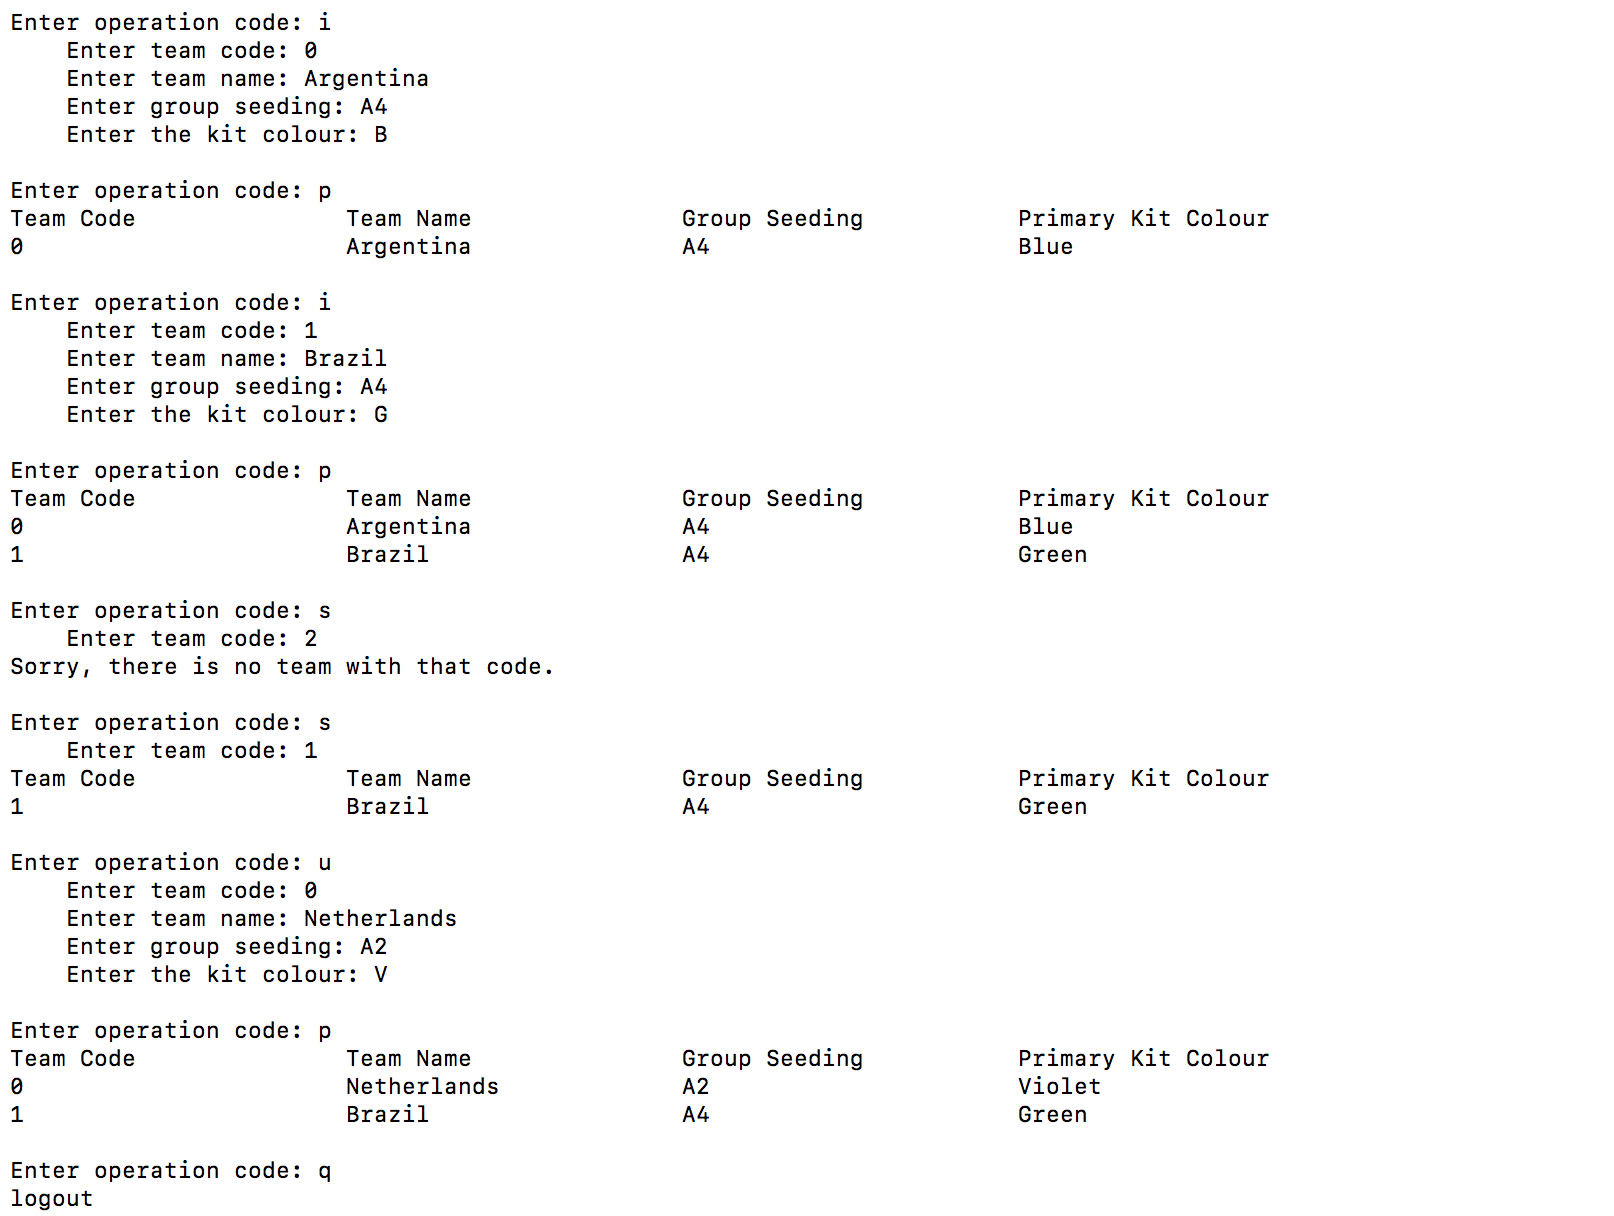 Enter operation code: i
    Enter team code: 0
    Enter team name: Argentina
    Enter group seeding: A4
    Enter the kit colour: B

Enter operation code: p
Team Code               Team Name               Group Seeding           Primary Kit Colour
0                       Argentina               A4                      Blue

Enter operation code: i
    Enter team code: 1
    Enter team name: Brazil
    Enter group seeding: A4
    Enter the kit colour: G

Enter operation code: p
Team Code               Team Name               Group Seeding           Primary Kit Colour
0                       Argentina               A4                      Blue
1                       Brazil                  A4                      Green

Enter operation code: s
    Enter team code: 2
Sorry, there is no team with that code.

Enter operation code: s
    Enter team code: 1
Team Code               Team Name               Group Seeding           Primary Kit Colour
1                       Brazil                  A4                      Green

Enter operation code: u
    Enter team code: 0
    Enter team name: Netherlands
    Enter group seeding: A2
    Enter the kit colour: V

Enter operation code: p
Team Code               Team Name               Group Seeding           Primary Kit Colour
0                       Netherlands             A2                      Violet
1                       Brazil                  A4                      Green

Enter operation code: q
logout